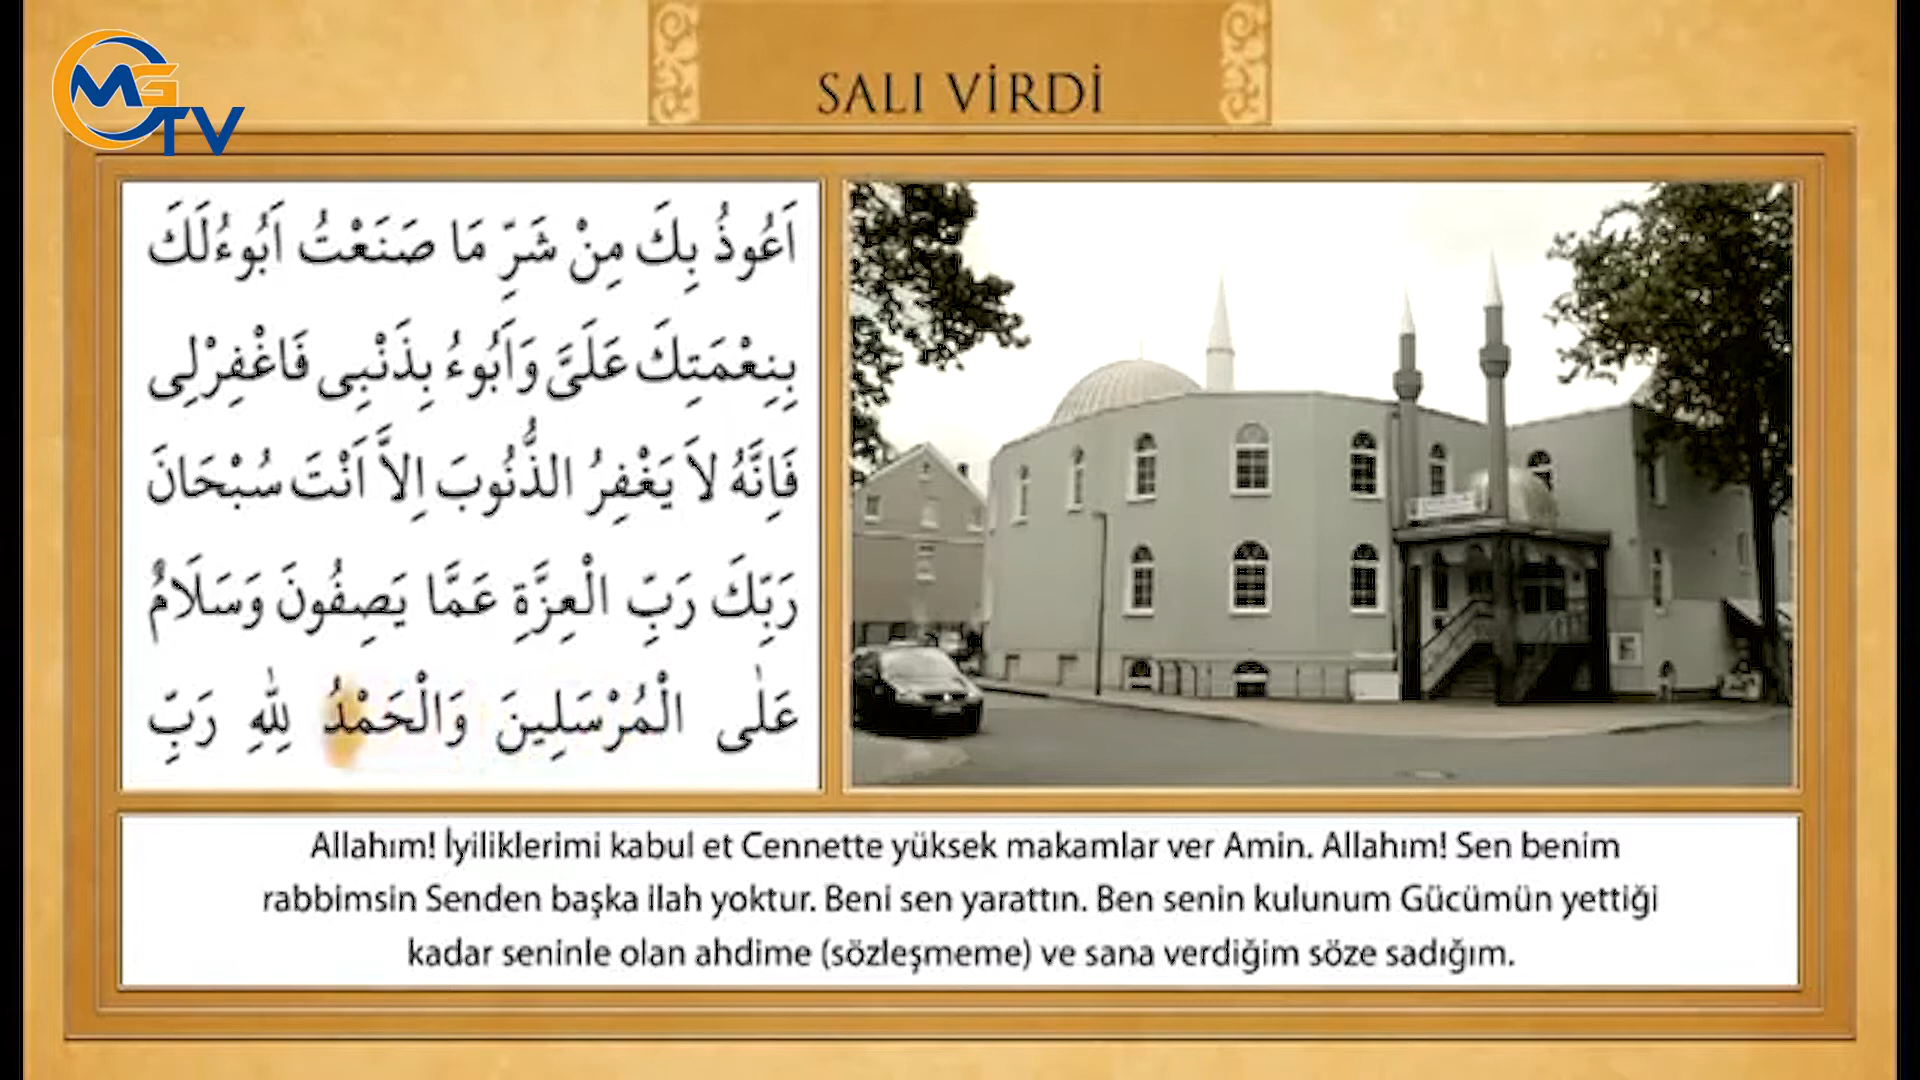 MG TV
SALI VİRDİ
اَعُوذُ بِكَ مِنْ شَرِّ مَا صَنَعْتُ اَبُوءُلَكَ
بِنِعْمَتِكَ عَلَىَّ وَاَبُوءُ بِذَنْبِى فَاغْفِرْلِى
فَاِنَّهُ لاَ يَغْفِرُ الذُّنُوبَ اِلاَّ اَنْتَ سُبْحَانَ
رَبِّكَ رَبِّ الْعِزَّةِ عَمَّا يَصِفُونَ وَسَلَامٌ
عَلٰى الْمُرْسَلِينَ وَالْحَمْدُ لِلّٰهِ رَبِّ
Allahım! İyiliklerimi kabul et Cennette yüksek makamlar ver Amin. Allahım! Sen benim
rabbimsin Senden başka ilah yoktur. Beni sen yarattın. Ben senin kulunum Gücümün yettiği
kadar seninle olan ahdime (sözleşmeme) ve sana verdiğim söze sadığım.